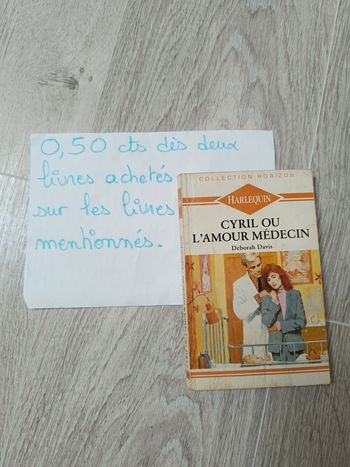 0,50 cts dès deux
livres achetés
sur les livres
mentionnés.
COLLECTION HORIZON
HARLEQUIN
CYRIL OU
L'AMOUR MÉDECIN
Deborah Davis